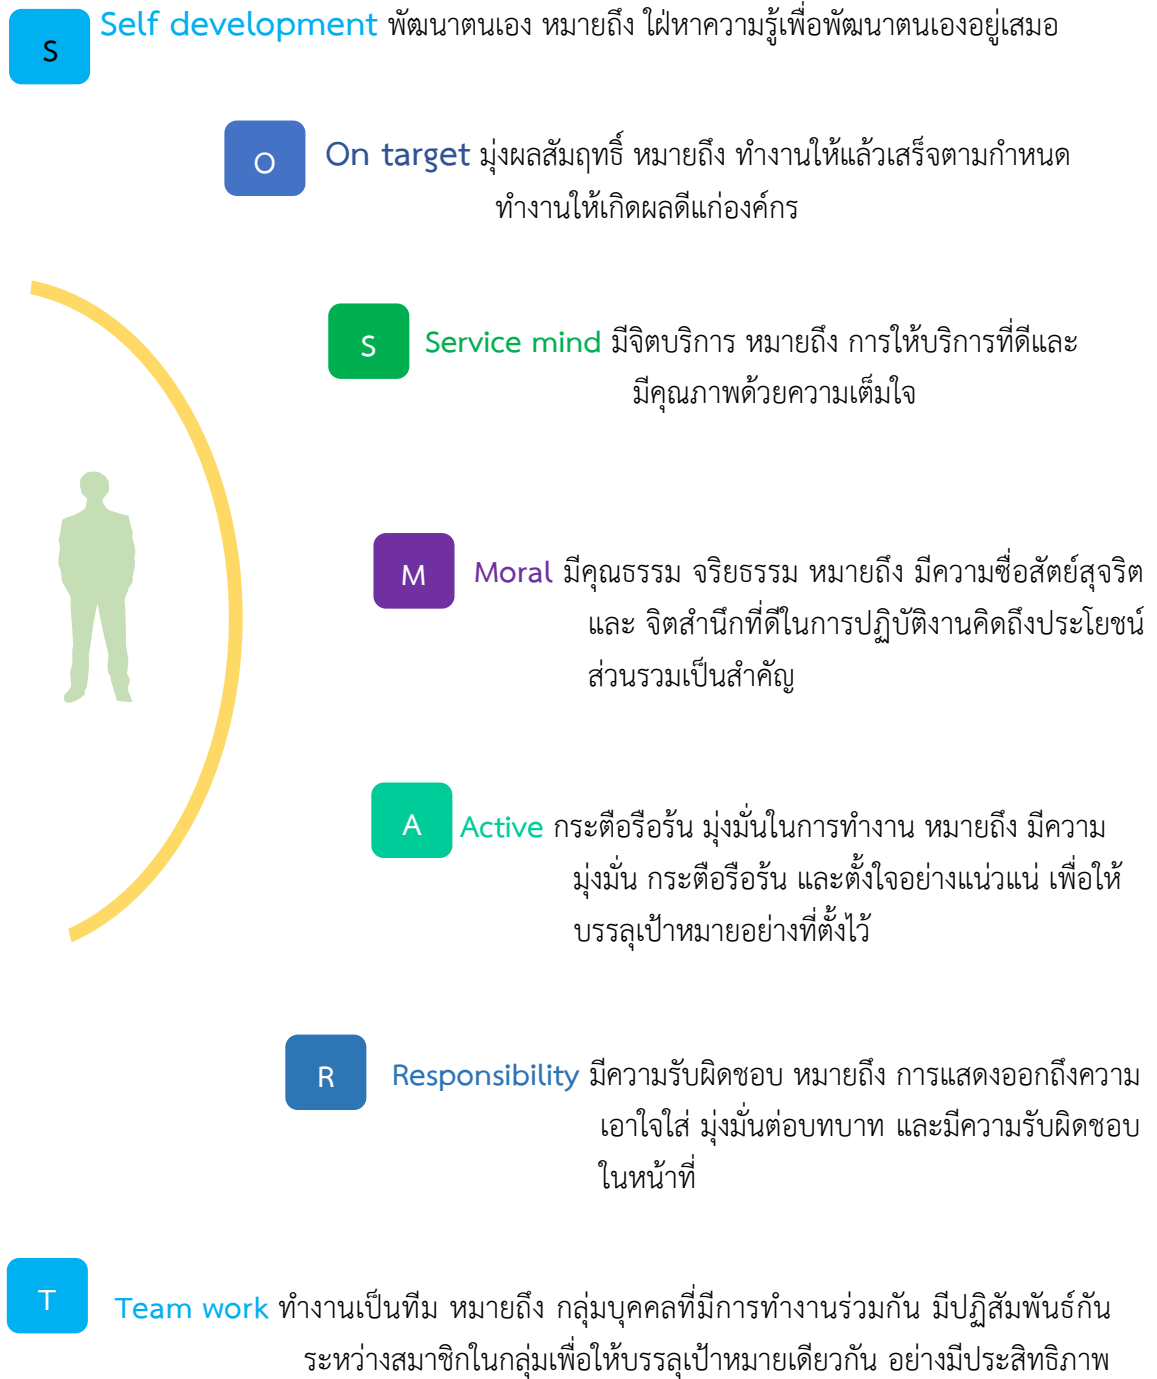 S Self development พัฒนาตนเอง หมายถึง ใฝ่หาความรู้เพื่อพัฒนาตนเองอยู่เสมอ
O On target มุ่งผลสัมฤทธิ์ หมายถึง ทำงานให้แล้วเสร็จตามกำหนด
ทำงานให้เกิดผลดีแก่องค์กร
S Service mind มีจิตบริการ หมายถึง การให้บริการที่ดีและ
มีคุณภาพด้วยความเต็มใจ
M Moral มีคุณธรรม จริยธรรม หมายถึง มีความซื่อสัตย์สุจริต
และ จิตสำนึกที่ดีในการปฏิบัติงานคิดถึงประโยชน์
ส่วนรวมเป็นสำคัญ
A Active กระตือรือร้น มุ่งมั่นในการทำงาน หมายถึง มีความ
มุ่งมั่น กระตือรือร้น และตั้งใจอย่างแน่วแน่ เพื่อให้
บรรลุเป้าหมายอย่างที่ตั้งไว้
R Responsibility มีความรับผิดชอบ หมายถึง การแสดงออกถึงความ
เอาใจใส่ มุ่งมั่นต่อบทบาท และมีความรับผิดชอบ
ในหน้าที่
T Team work ทำงานเป็นทีม หมายถึง กลุ่มบุคคลที่มีการทำงานร่วมกัน มีปฏิสัมพันธ์กัน
ระหว่างสมาชิกในกลุ่มเพื่อให้บรรลุเป้าหมายเดียวกัน อย่างมีประสิทธิภาพ